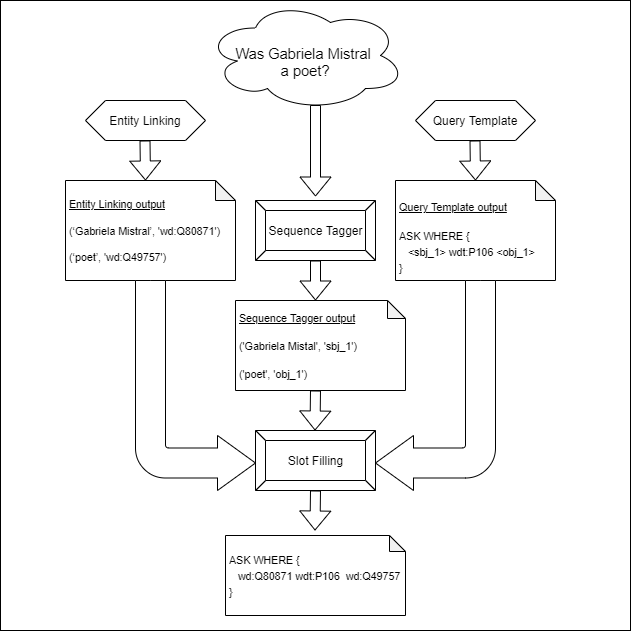 Was Gabriela Mistral
a poet?
Entity Linking
Query Template
Entity Linking output
('Gabriela Mistral', 'wd:Q80871')
('poet', 'wd:Q49757')
Sequence Tagger
Query Template output
ASK WHERE {
<sbj_1> wdt:P106 <obj_1>
}
Sequence Tagger output
('Gabriela Mistal', 'sbj_1')
('poet', 'obj_1')
Slot Filling
ASK WHERE {
wd:Q80871 wdt:P106 wd:Q49757
}